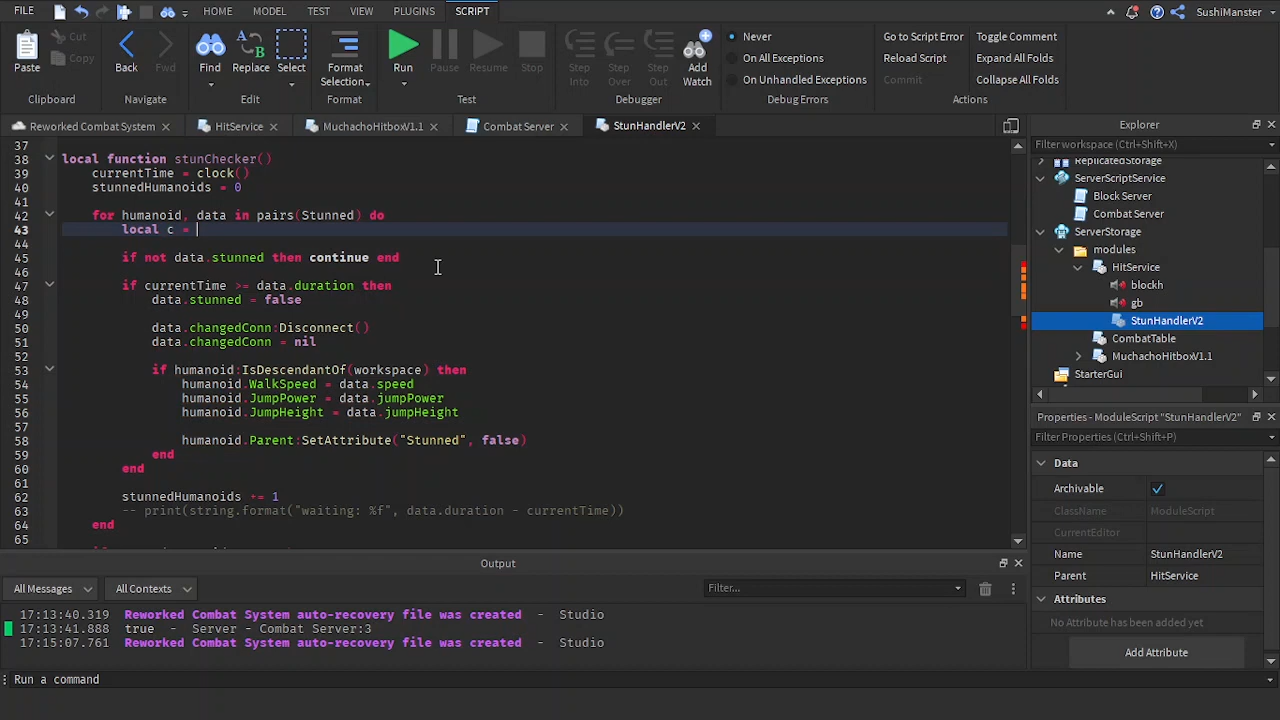 FILE HOME MODEL TEST VIEW PLUGINS SCRIPT SushiManster
Cut
Copy
Paste Back Fwd Find Replace Select Format Selection Run Pause Resume Stop Step Into Step Over Step Out Add Watch
Never
On All Exceptions
On Unhandled Exceptions
Go to Script Error Toggle Comment
Reload Script Expand All Folds
Commit Collapse All Folds
Clipboard Navigate Edit Format Test Debugger Debug Errors Actions
Reworked Combat System HitService MuchachoHitboxV1.1 Combat Server StunHandlerV2
37
38 local function stunChecker()
39 currentTime = clock()
40 stunnedHumanoids = 0
42 for humanoid, data in pairs(Stunned) do
43 local c =
44
45 if not data.stunned then continue end
46
47 if currentTime >= data.duration then
48 data.stunned = false
50 data.changedConn:Disconnect()
51 data.changedConn = nil
53 if humanoid:IsDescendantOf(workspace) then
54 humanoid.WalkSpeed = data.speed
55 humanoid.JumpPower = data.jumpPower
56 humanoid.JumpHeight = data.jumpHeight
57
58 humanoid.Parent:SetAttribute("Stunned", false)
59 end
60 end
61
62 stunnedHumanoids += 1
63 -- print(string.format("waiting: %f", data.duration - currentTime))
64 end
65
Explorer
Filter workspace (Ctrl+Shift+X)
ReplicatedStorage
ServerScriptService
Block Server
Combat Server
ServerStorage
modules
HitService
blockh
gb
StunHandlerV2
CombatTable
MuchachoHitboxV1.1
StarterGui
Properties - ModuleScript "StunHandlerV2"
Filter Properties (Ctrl+Shift+P)
Data
Archivable
ClassName ModuleScript
CurrentEditor
Name StunHandlerV2
Parent HitService
Attributes
No Attribute has been added yet
Add Attribute
Output
All Messages All Contexts Filter...
17:13:40.319 Reworked Combat System auto-recovery file was created - Studio
17:13:41.888 true - Server - Combat Server:3
17:15:07.761 Reworked Combat System auto-recovery file was created - Studio
Run a command